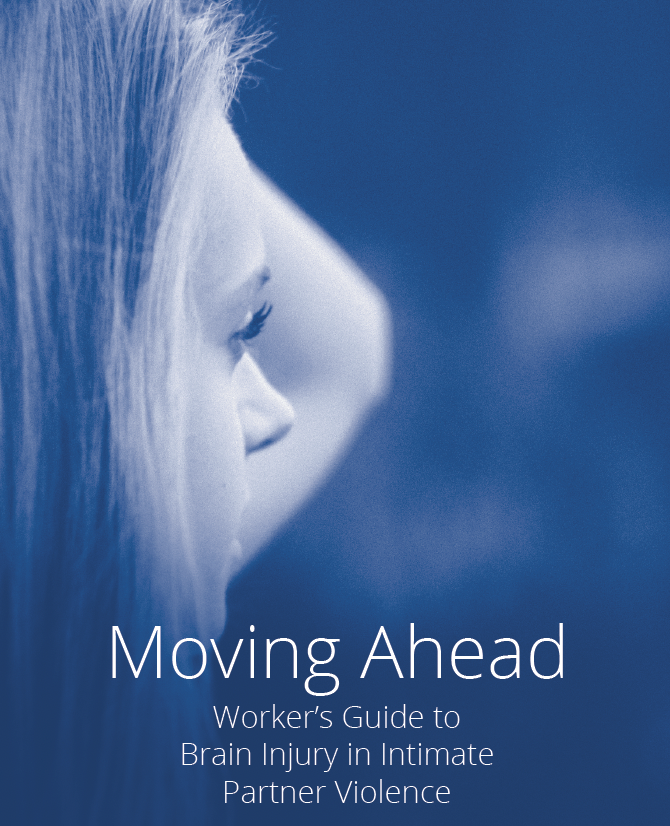 Moving Ahead
Worker’s Guide to
Brain Injury in Intimate
Partner Violence